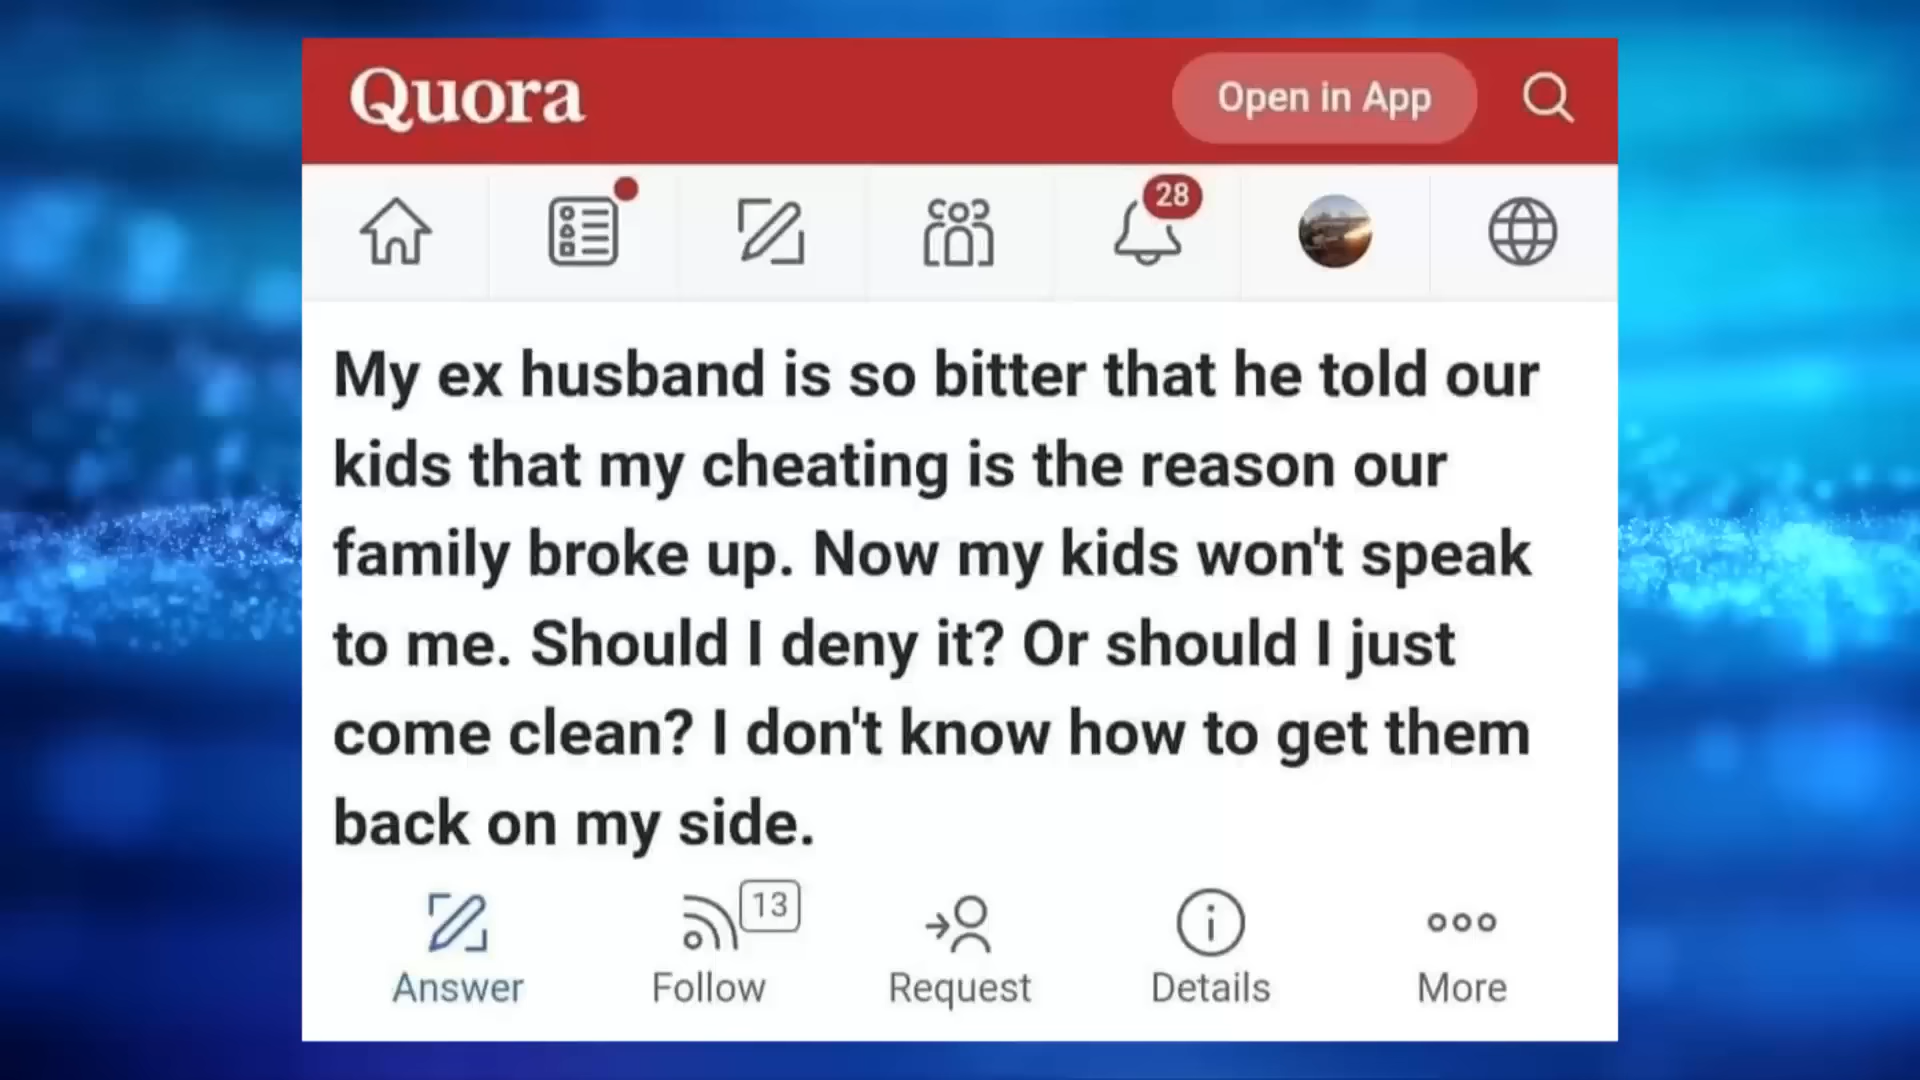 Quora
Open in App
28
My ex husband is so bitter that he told our
kids that my cheating is the reason our
family broke up. Now my kids won't speak
to me. Should I deny it? Or should I just
come clean? I don't know how to get them
back on my side.
13
Answer
Follow
Request
Details
More